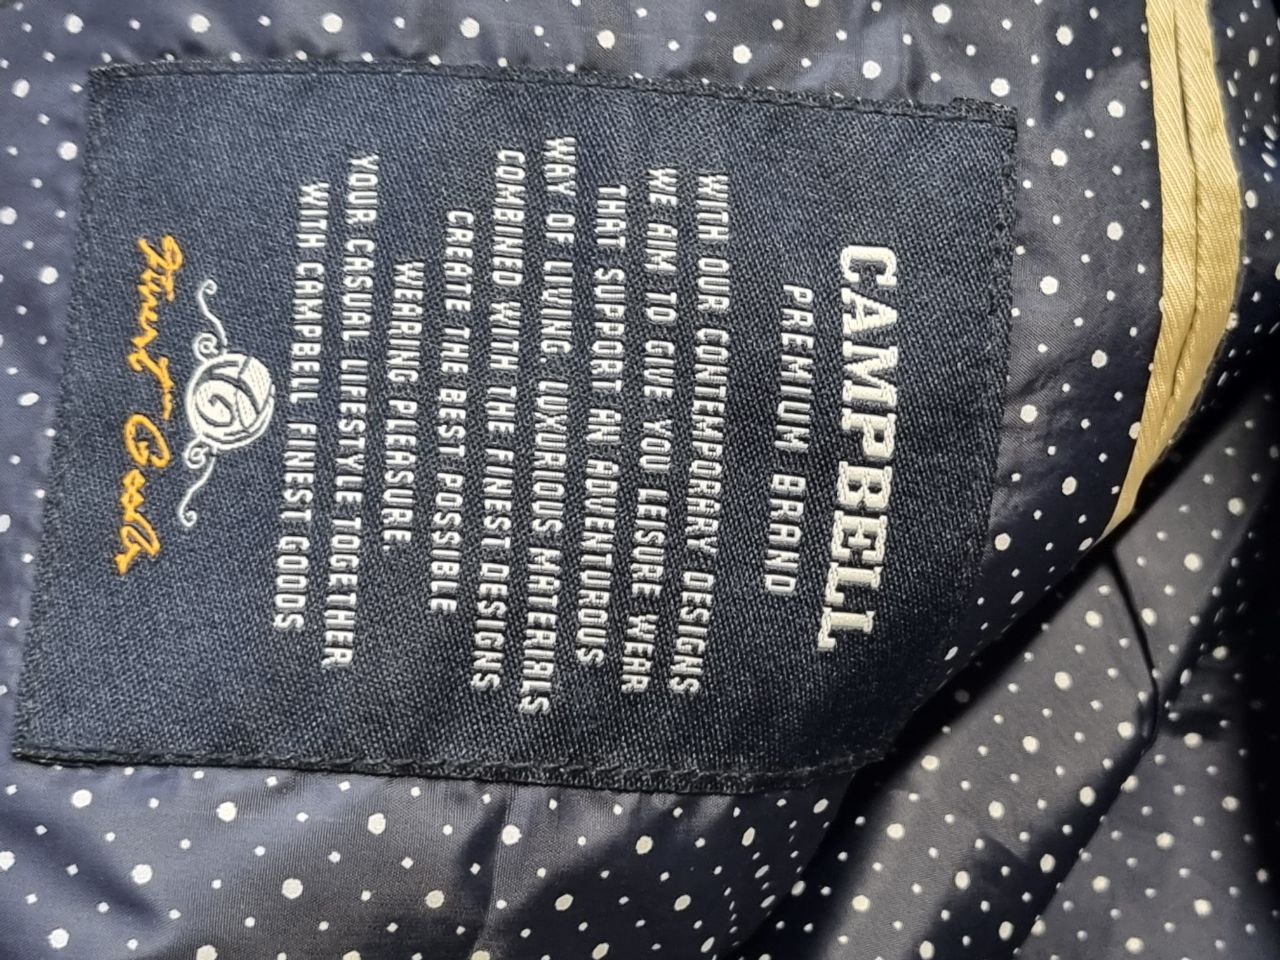 CAMPBELL
PREMIUM BRAND
WITH OUR CONTEMPORARY DESIGNS
WE AIM TO GIVE YOU LEISURE WEAR
THAT SUPPORT AN ADVENTUROUS
WAY OF LIVING. LUXURIOUS MATERIALS
COMBINED WITH THE FINEST DESIGNS
CREATE THE BEST POSSIBLE
WEARING PLEASURE.
YOUR CASUAL LIFESTYLE TOGETHER
WITH CAMPBELL FINEST GOODS
Finest Goods